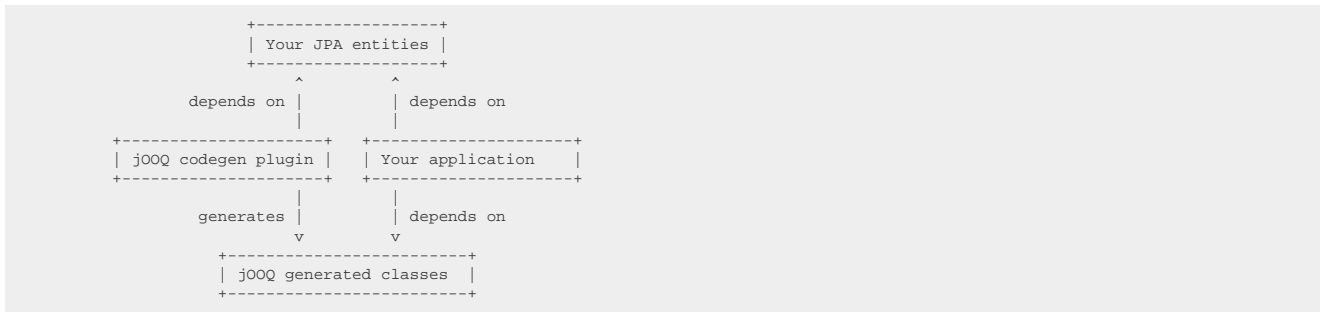 Your JPA entities
depends on depends on
jOOQ codegen plugin Your application
generates depends on
jOOQ generated classes